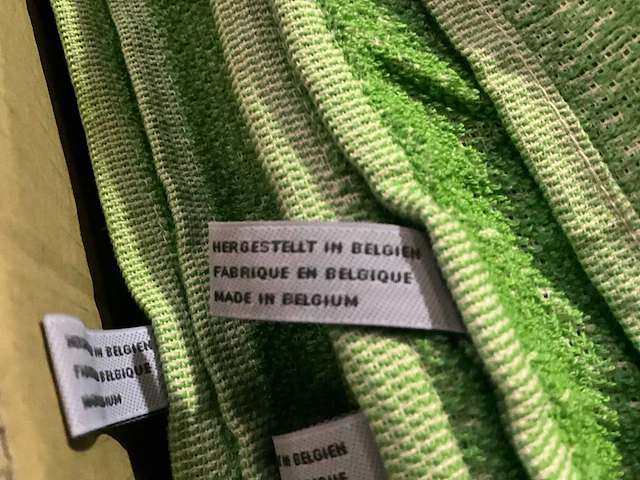 HERGESTELLT IN BELGIEN
FABRIQUE EN BELGIQUE
MADE IN BELGIUM
IN BELGIEN
BELGIQUE
IN BELGIEN